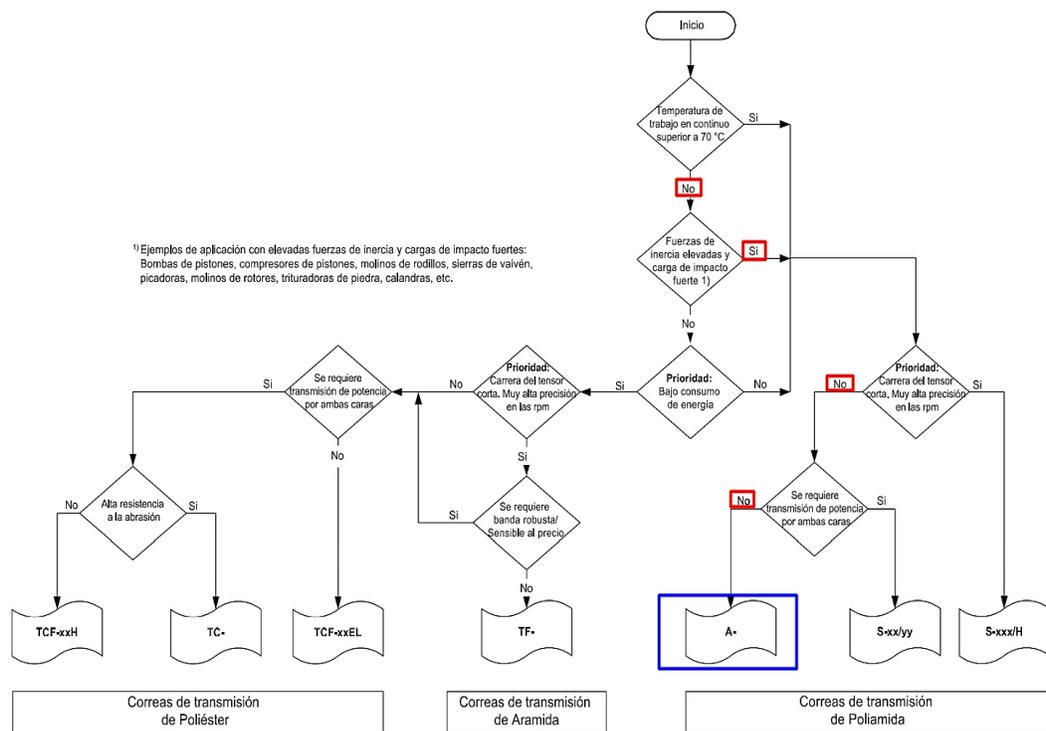 Inicio
Temperatura de
trabajo en continuo
superior a 70 °C
Si
No
1) Ejemplos de aplicación con elevadas fuerzas de inercia y cargas de impacto fuertes:
Bombas de pistones, compresores de pistones, molinos de rodillos, sierras de vaivén,
picadoras, molinos de rotores, trituradoras de piedra, calandras, etc.
Fuerzas de
inercia elevadas y
carga de impacto
fuerte 1)
Si
No
Se requiere
transmisión de potencia
por ambas caras
Si
No
Prioridad:
Carrera del tensor
corta. Muy alta precisión
en las rpm
No
Si
Prioridad:
Bajo consumo
de energía
Si
No
Prioridad:
Carrera del tensor
corta. Muy alta precisión
en las rpm
No
Si
Alta resistencia
a la abrasión
No
Si
Se requiere
banda robusta/
Sensible al precio
Si
No
Se requiere
transmisión de potencia
por ambas caras
No
Si
TCF-xxH
TC-
TCF-xxEL
TF-
A-
S-xx/yy
S-xxx/H
Correas de transmisión
de Poliéster
Correas de transmisión
de Aramida
Correas de transmisión
de Poliamida